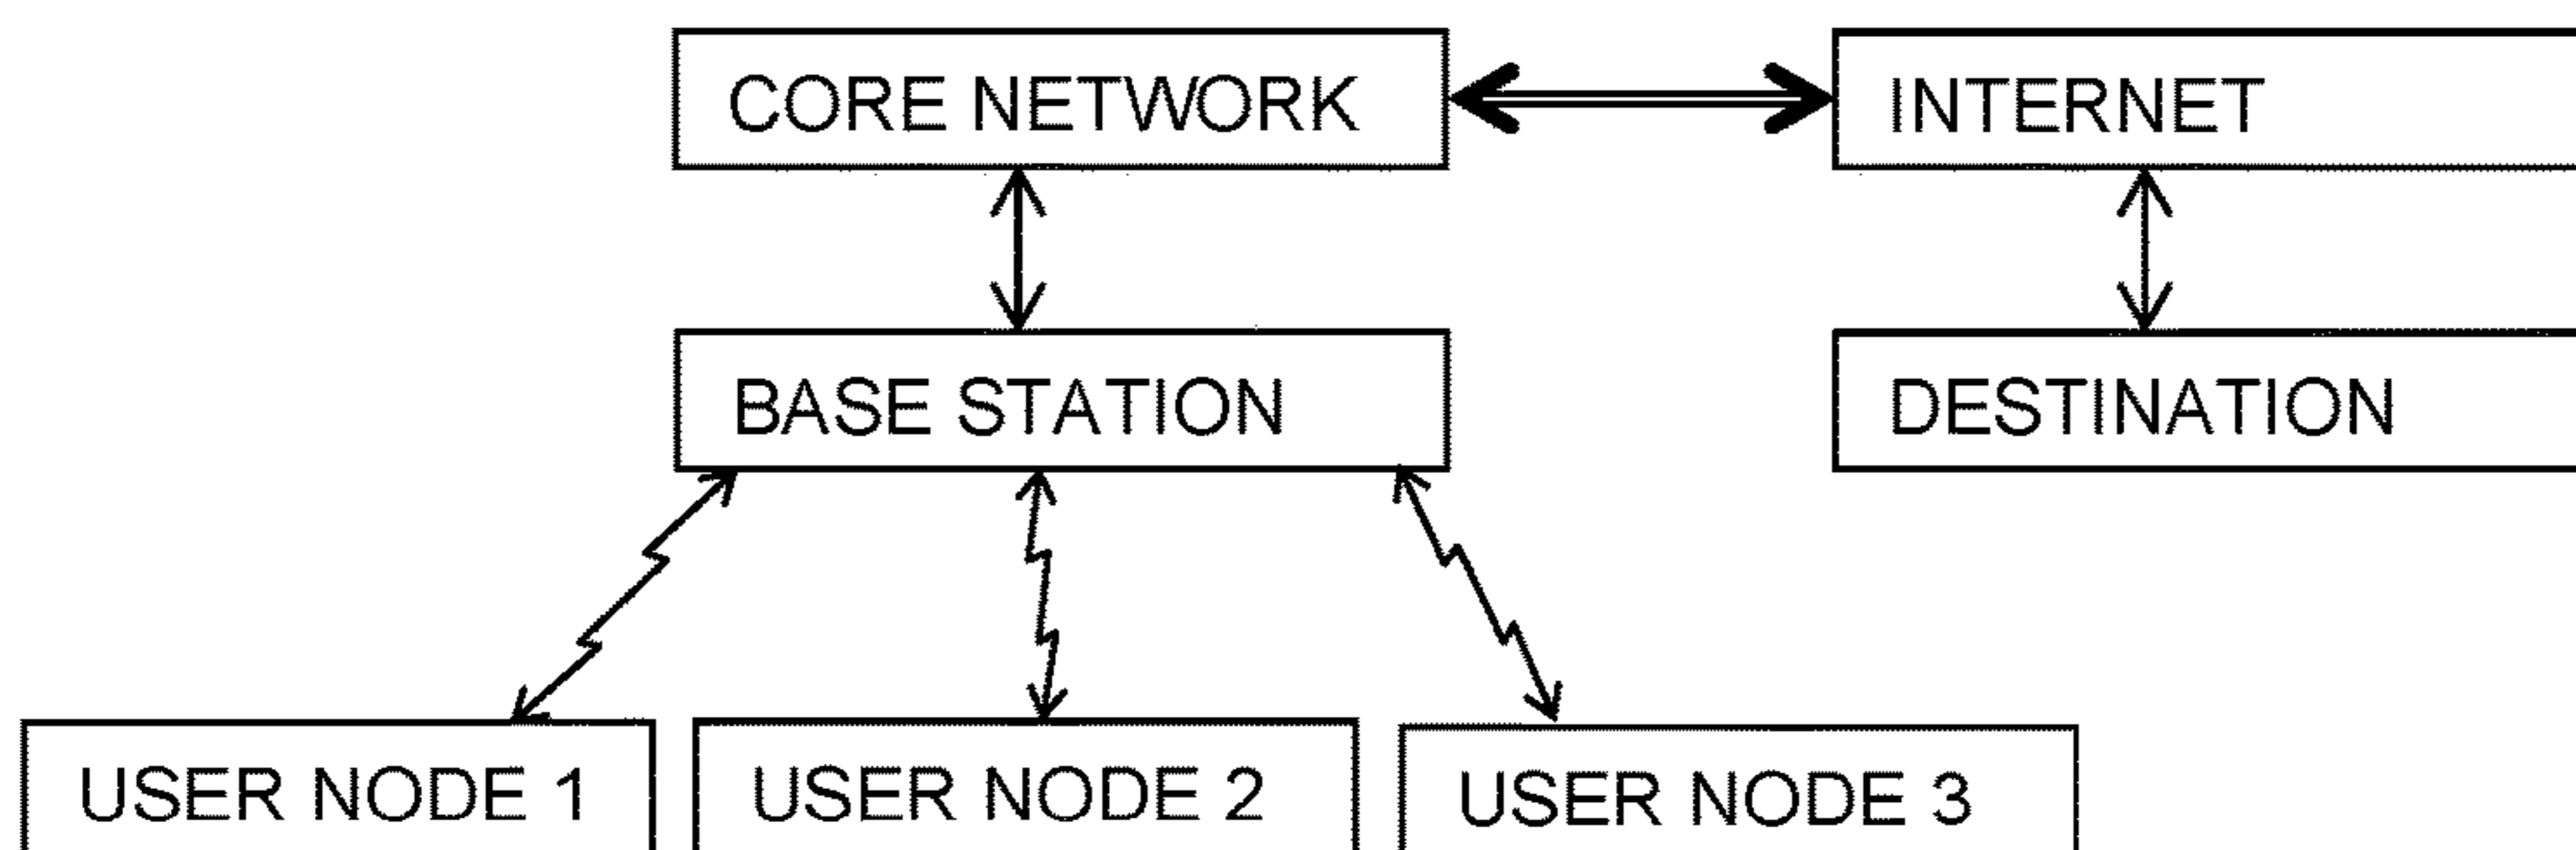 CORE NETWORK
INTERNET
BASE STATION
DESTINATION
USER NODE 1
USER NODE 2
USER NODE 3